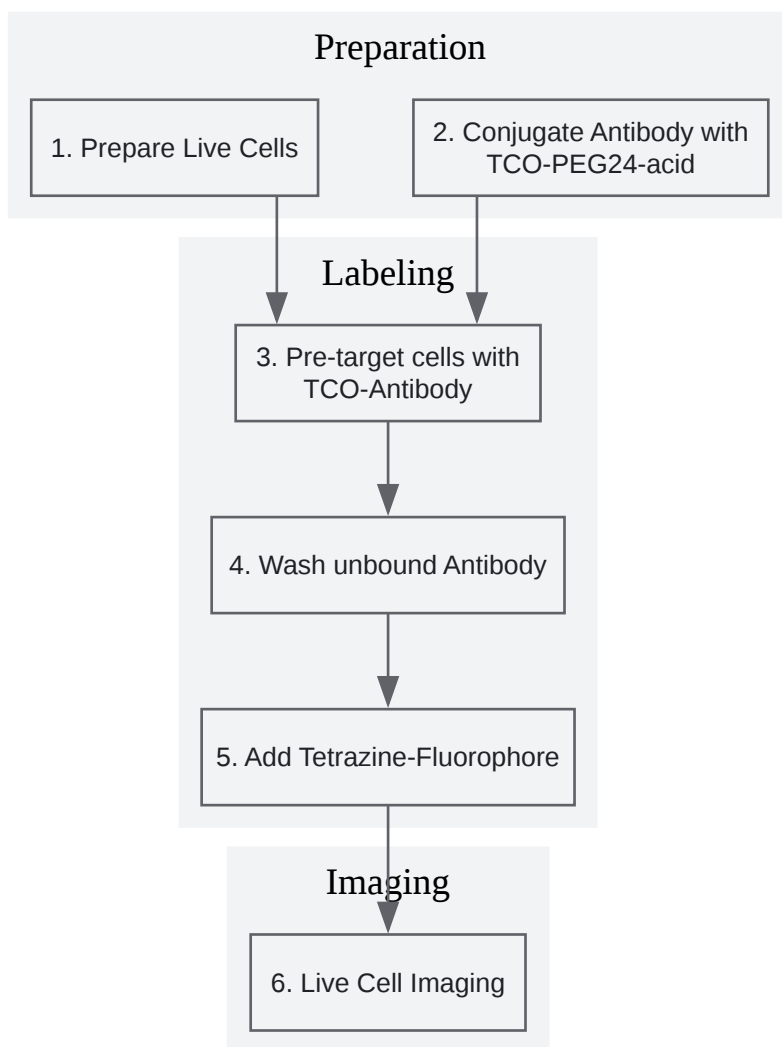 Preparation
1. Prepare Live Cells
2. Conjugate Antibody with
TCO-PEG24-acid
Labeling
3. Pre-target cells with
TCO-Antibody
4. Wash unbound Antibody
5. Add Tetrazine-Fluorophore
Imaging
6. Live Cell Imaging